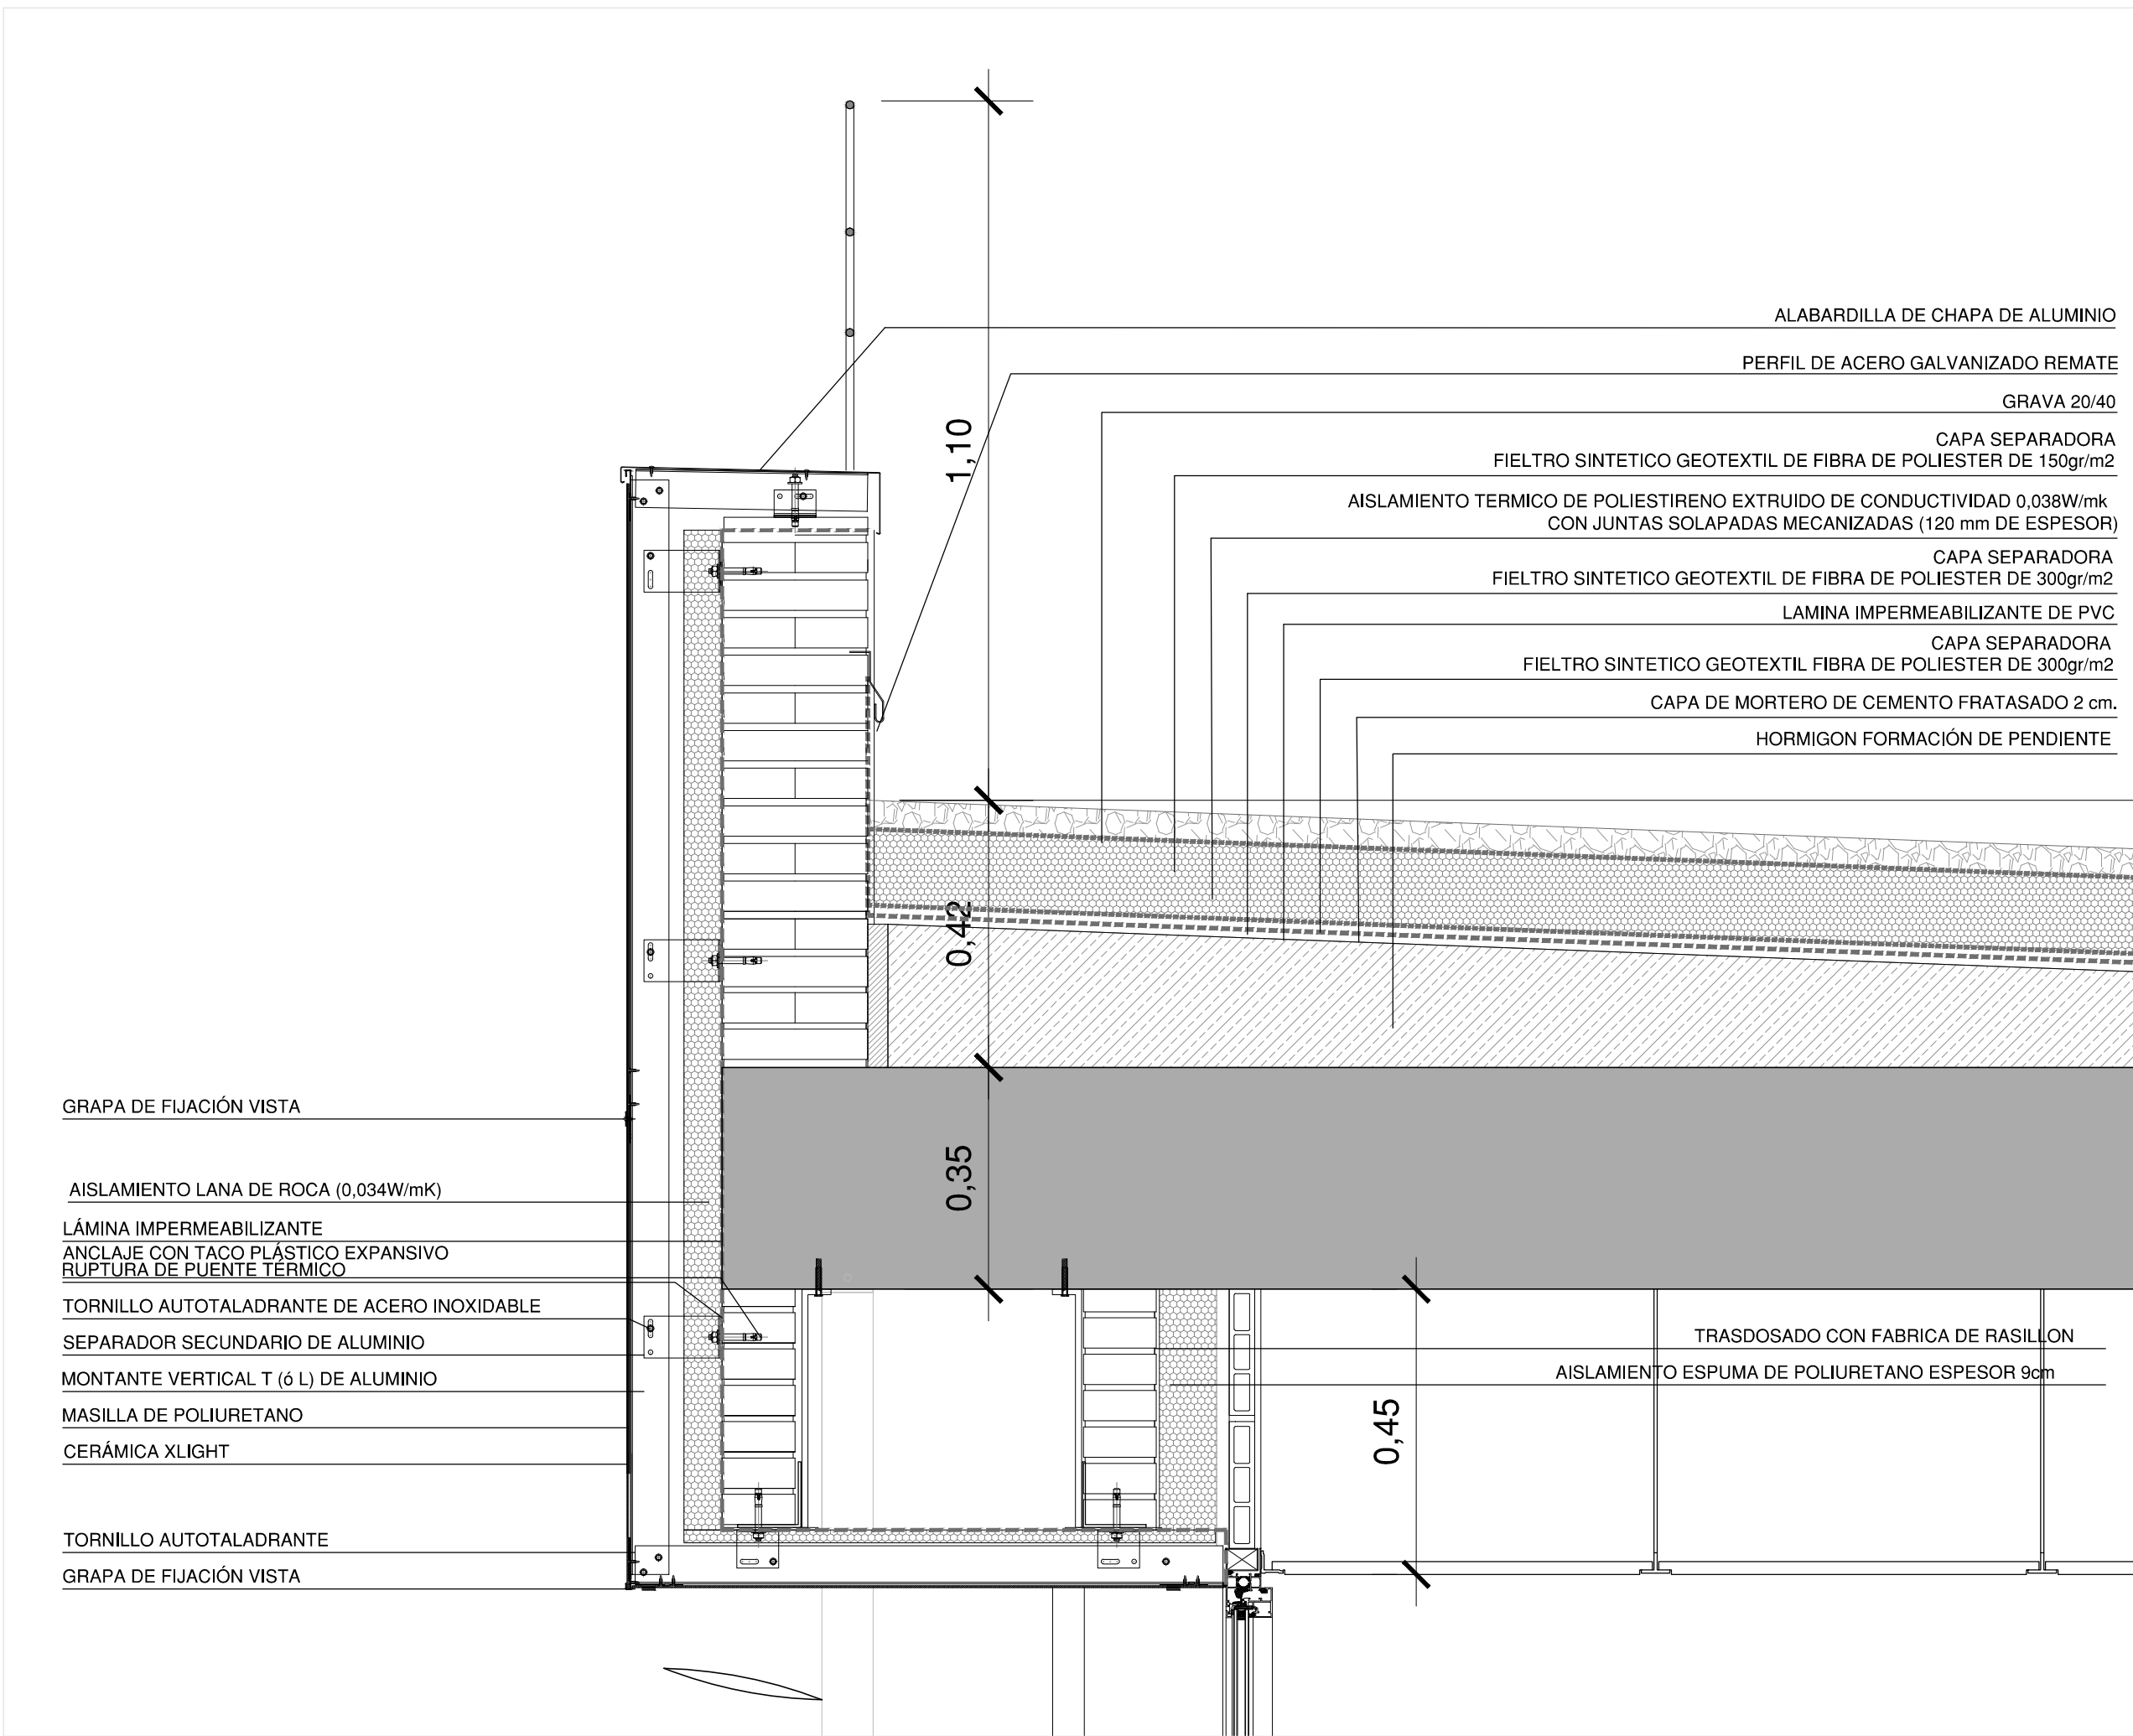 ALABARDILLA DE CHAPA DE ALUMINIO
PERFIL DE ACERO GALVANIZADO REMATE
GRAVA 20/40
CAPA SEPARADORA
FIELTRO SINTETICO GEOTEXTIL DE FIBRA DE POLIESTER DE 150gr/m2
AISLAMIENTO TERMICO DE POLIESTIRENO EXTRUIDO DE CONDUCTIVIDAD 0,038W/mk
CON JUNTAS SOLAPADAS MECANIZADAS (120 mm DE ESPESOR)
CAPA SEPARADORA
FIELTRO SINTETICO GEOTEXTIL DE FIBRA DE POLIESTER DE 300gr/m2
LAMINA IMPERMEABILIZANTE DE PVC
CAPA SEPARADORA
FIELTRO SINTETICO GEOTEXTIL FIBRA DE POLIESTER DE 300gr/m2
CAPA DE MORTERO DE CEMENTO FRATASADO 2 cm.
HORMIGON FORMACIÓN DE PENDIENTE
1,10
0,42
0,35
0,45
GRAPA DE FIJACIÓN VISTA
AISLAMIENTO LANA DE ROCA (0,034W/mK)
LÁMINA IMPERMEABILIZANTE
ANCLAJE CON TACO PLÁSTICO EXPANSIVO
RUPTURA DE PUENTE TÉRMICO
TORNILLO AUTOTALADRANTE DE ACERO INOXIDABLE
SEPARADOR SECUNDARIO DE ALUMINIO
MONTANTE VERTICAL T (ó L) DE ALUMINIO
MASILLA DE POLIURETANO
CERÁMICA XLIGHT
TORNILLO AUTOTALADRANTE
GRAPA DE FIJACIÓN VISTA
TRASDOSADO CON FABRICA DE RASILLON
AISLAMIENTO ESPUMA DE POLIURETANO ESPESOR 9cm